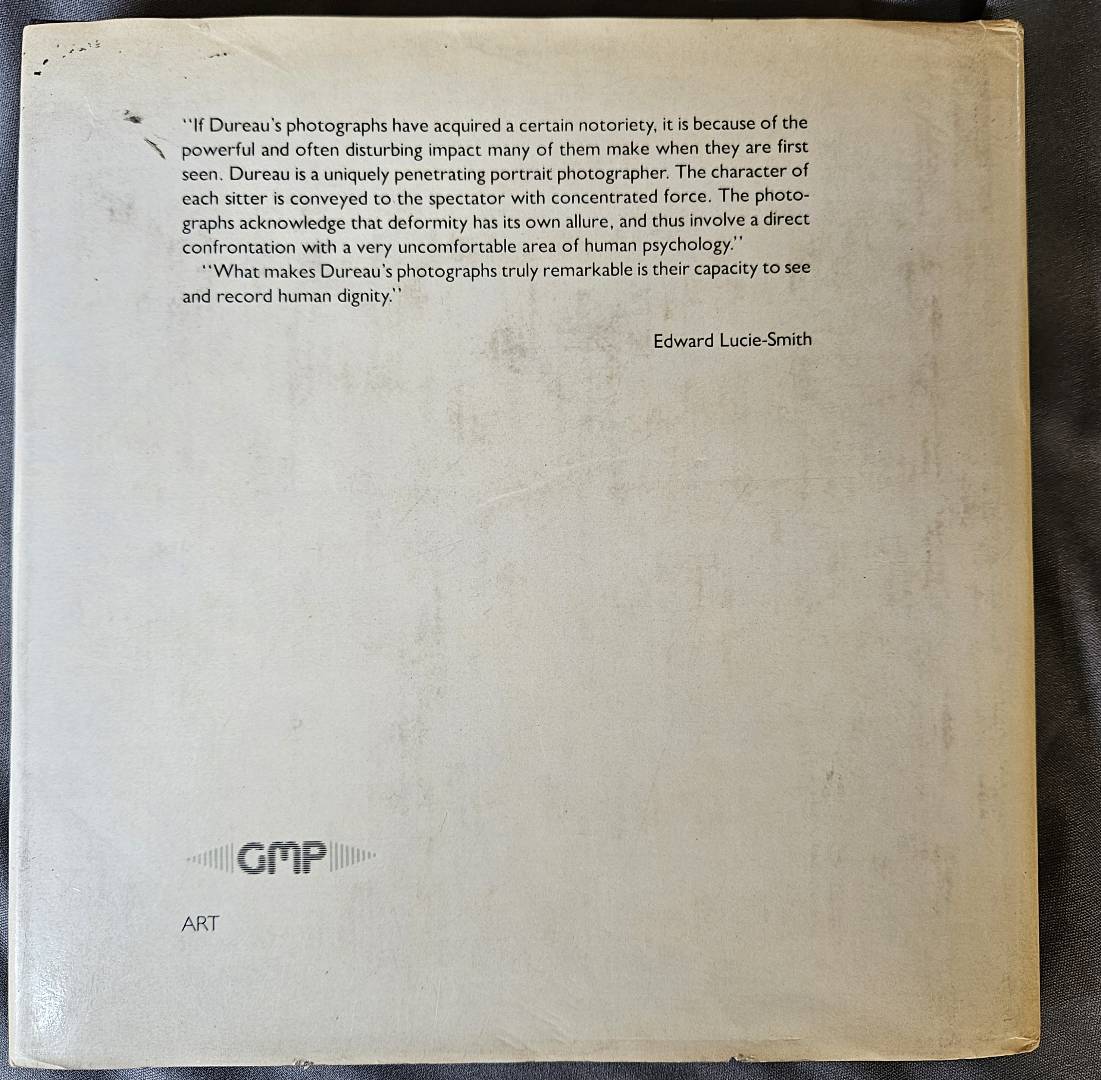 ‘‘If Dureau’s photographs have acquired a certain notoriety, it is because of the
powerful and often disturbing impact many of them make when they are first
seen. Dureau is a uniquely penetrating portrait photographer. The character of
each sitter is conveyed to the spectator with concentrated force. The photo-
graphs acknowledge that deformity has its own allure, and thus involve a direct
confrontation with a very uncomfortable area of human psychology.’’
‘‘What makes Dureau’s photographs truly remarkable is their capacity to see
and record human dignity.’’
Edward Lucie-Smith
GMP
ART